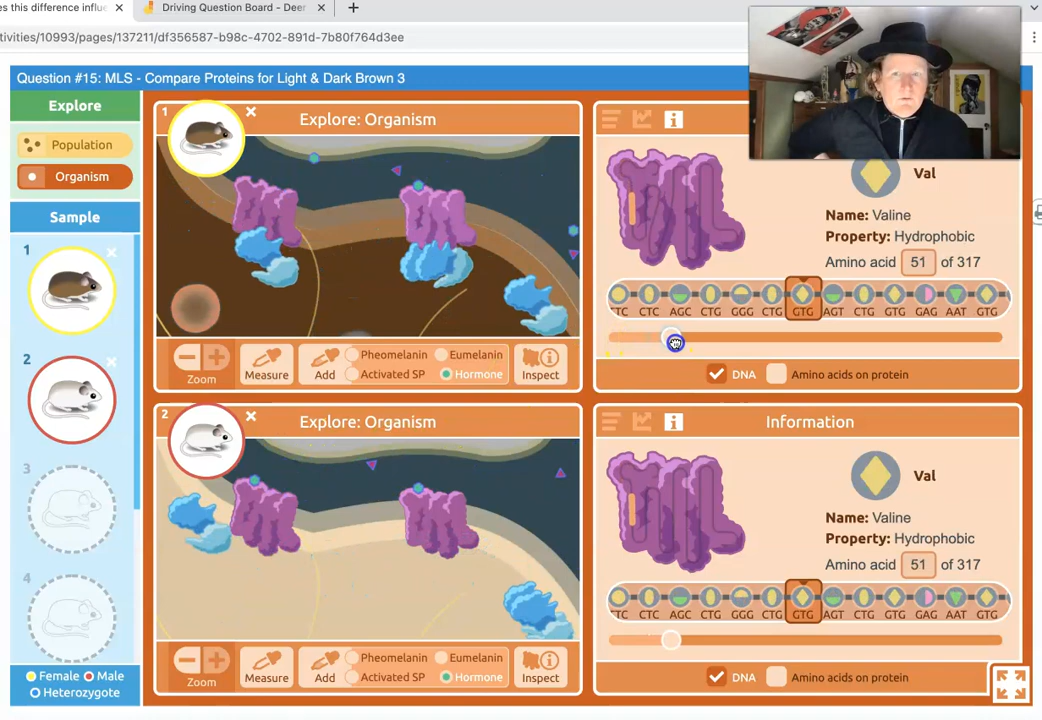 es this difference influe
Driving Question Board - Deer
tivities/10993/pages/137211/df356587-b98c-4702-891d-7b80f764d3ee
Question #15: MLS - Compare Proteins for Light & Dark Brown 3
Explore
Population
Organism
Sample
1
2
3
4
Female Male
Heterozygote
1
Explore: Organism
Zoom
Measure
Add
Pheomelanin
Eumelanin
Activated SP
Hormone
Inspect
Val
Name: Valine
Property: Hydrophobic
Amino acid 51 of 317
CTC CTC AGC CTG GGG CTG GTG AGT CTG GTG GAG AAT GTG
DNA
Amino acids on protein
2
Explore: Organism
Zoom
Measure
Add
Pheomelanin
Eumelanin
Activated SP
Hormone
Inspect
Information
Val
Name: Valine
Property: Hydrophobic
Amino acid 51 of 317
CTC CTC AGC CTG GGG CTG GTG AGT CTG GTG GAG AAT GTG
DNA
Amino acids on protein